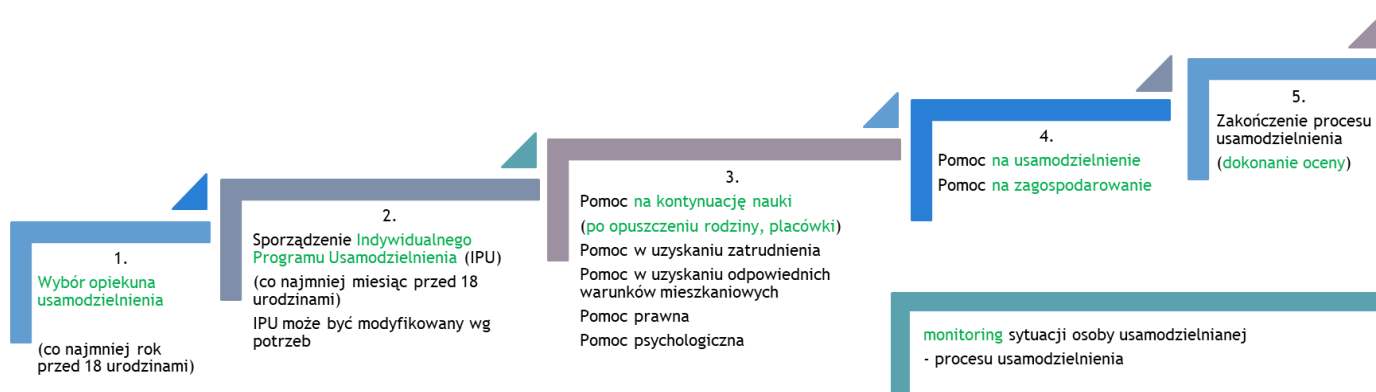 1.
Wybór opiekuna
usamodzielnienia
(co najmniej rok
przed 18 urodzinami)
2.
Sporządzenie Indywidualnego
Programu Usamodzielnienia (IPU)
(co najmniej miesiąc przed 18
urodzinami)
IPU może być modyfikowany wg
potrzeb
3.
Pomoc na kontynuację nauki
(po opuszczeniu rodziny, placówki)
Pomoc w uzyskaniu zatrudnienia
Pomoc w uzyskaniu odpowiednich
warunków mieszkaniowych
Pomoc prawna
Pomoc psychologiczna
4.
Pomoc na usamodzielnienie
Pomoc na zagospodarowanie
5.
Zakończenie procesu
usamodzielnienia
(dokonanie oceny)
monitoring sytuacji osoby usamodzielnianej
- procesu usamodzielnienia